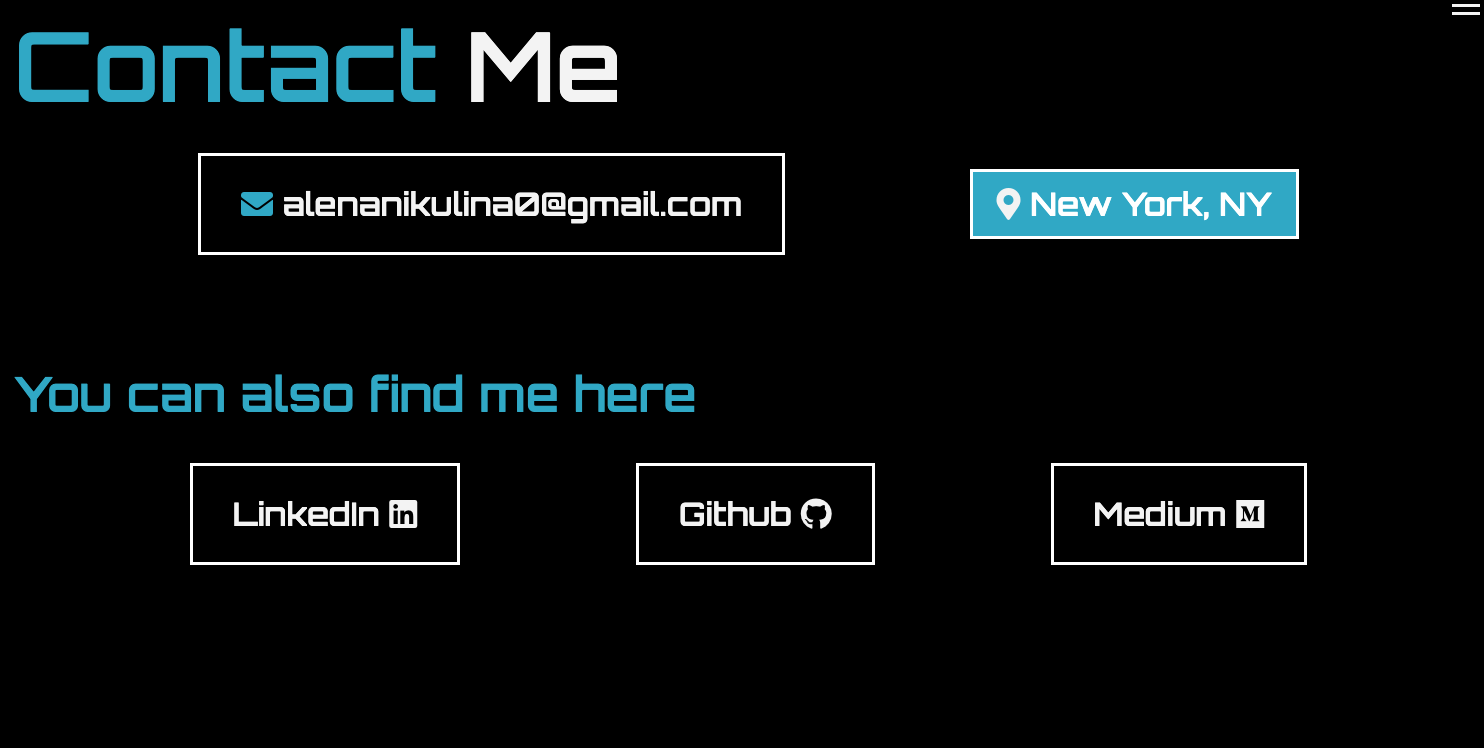 Contact Me
alenanikulina0@gmail.com
New York, NY
You can also find me here
LinkedIn
Github
Medium